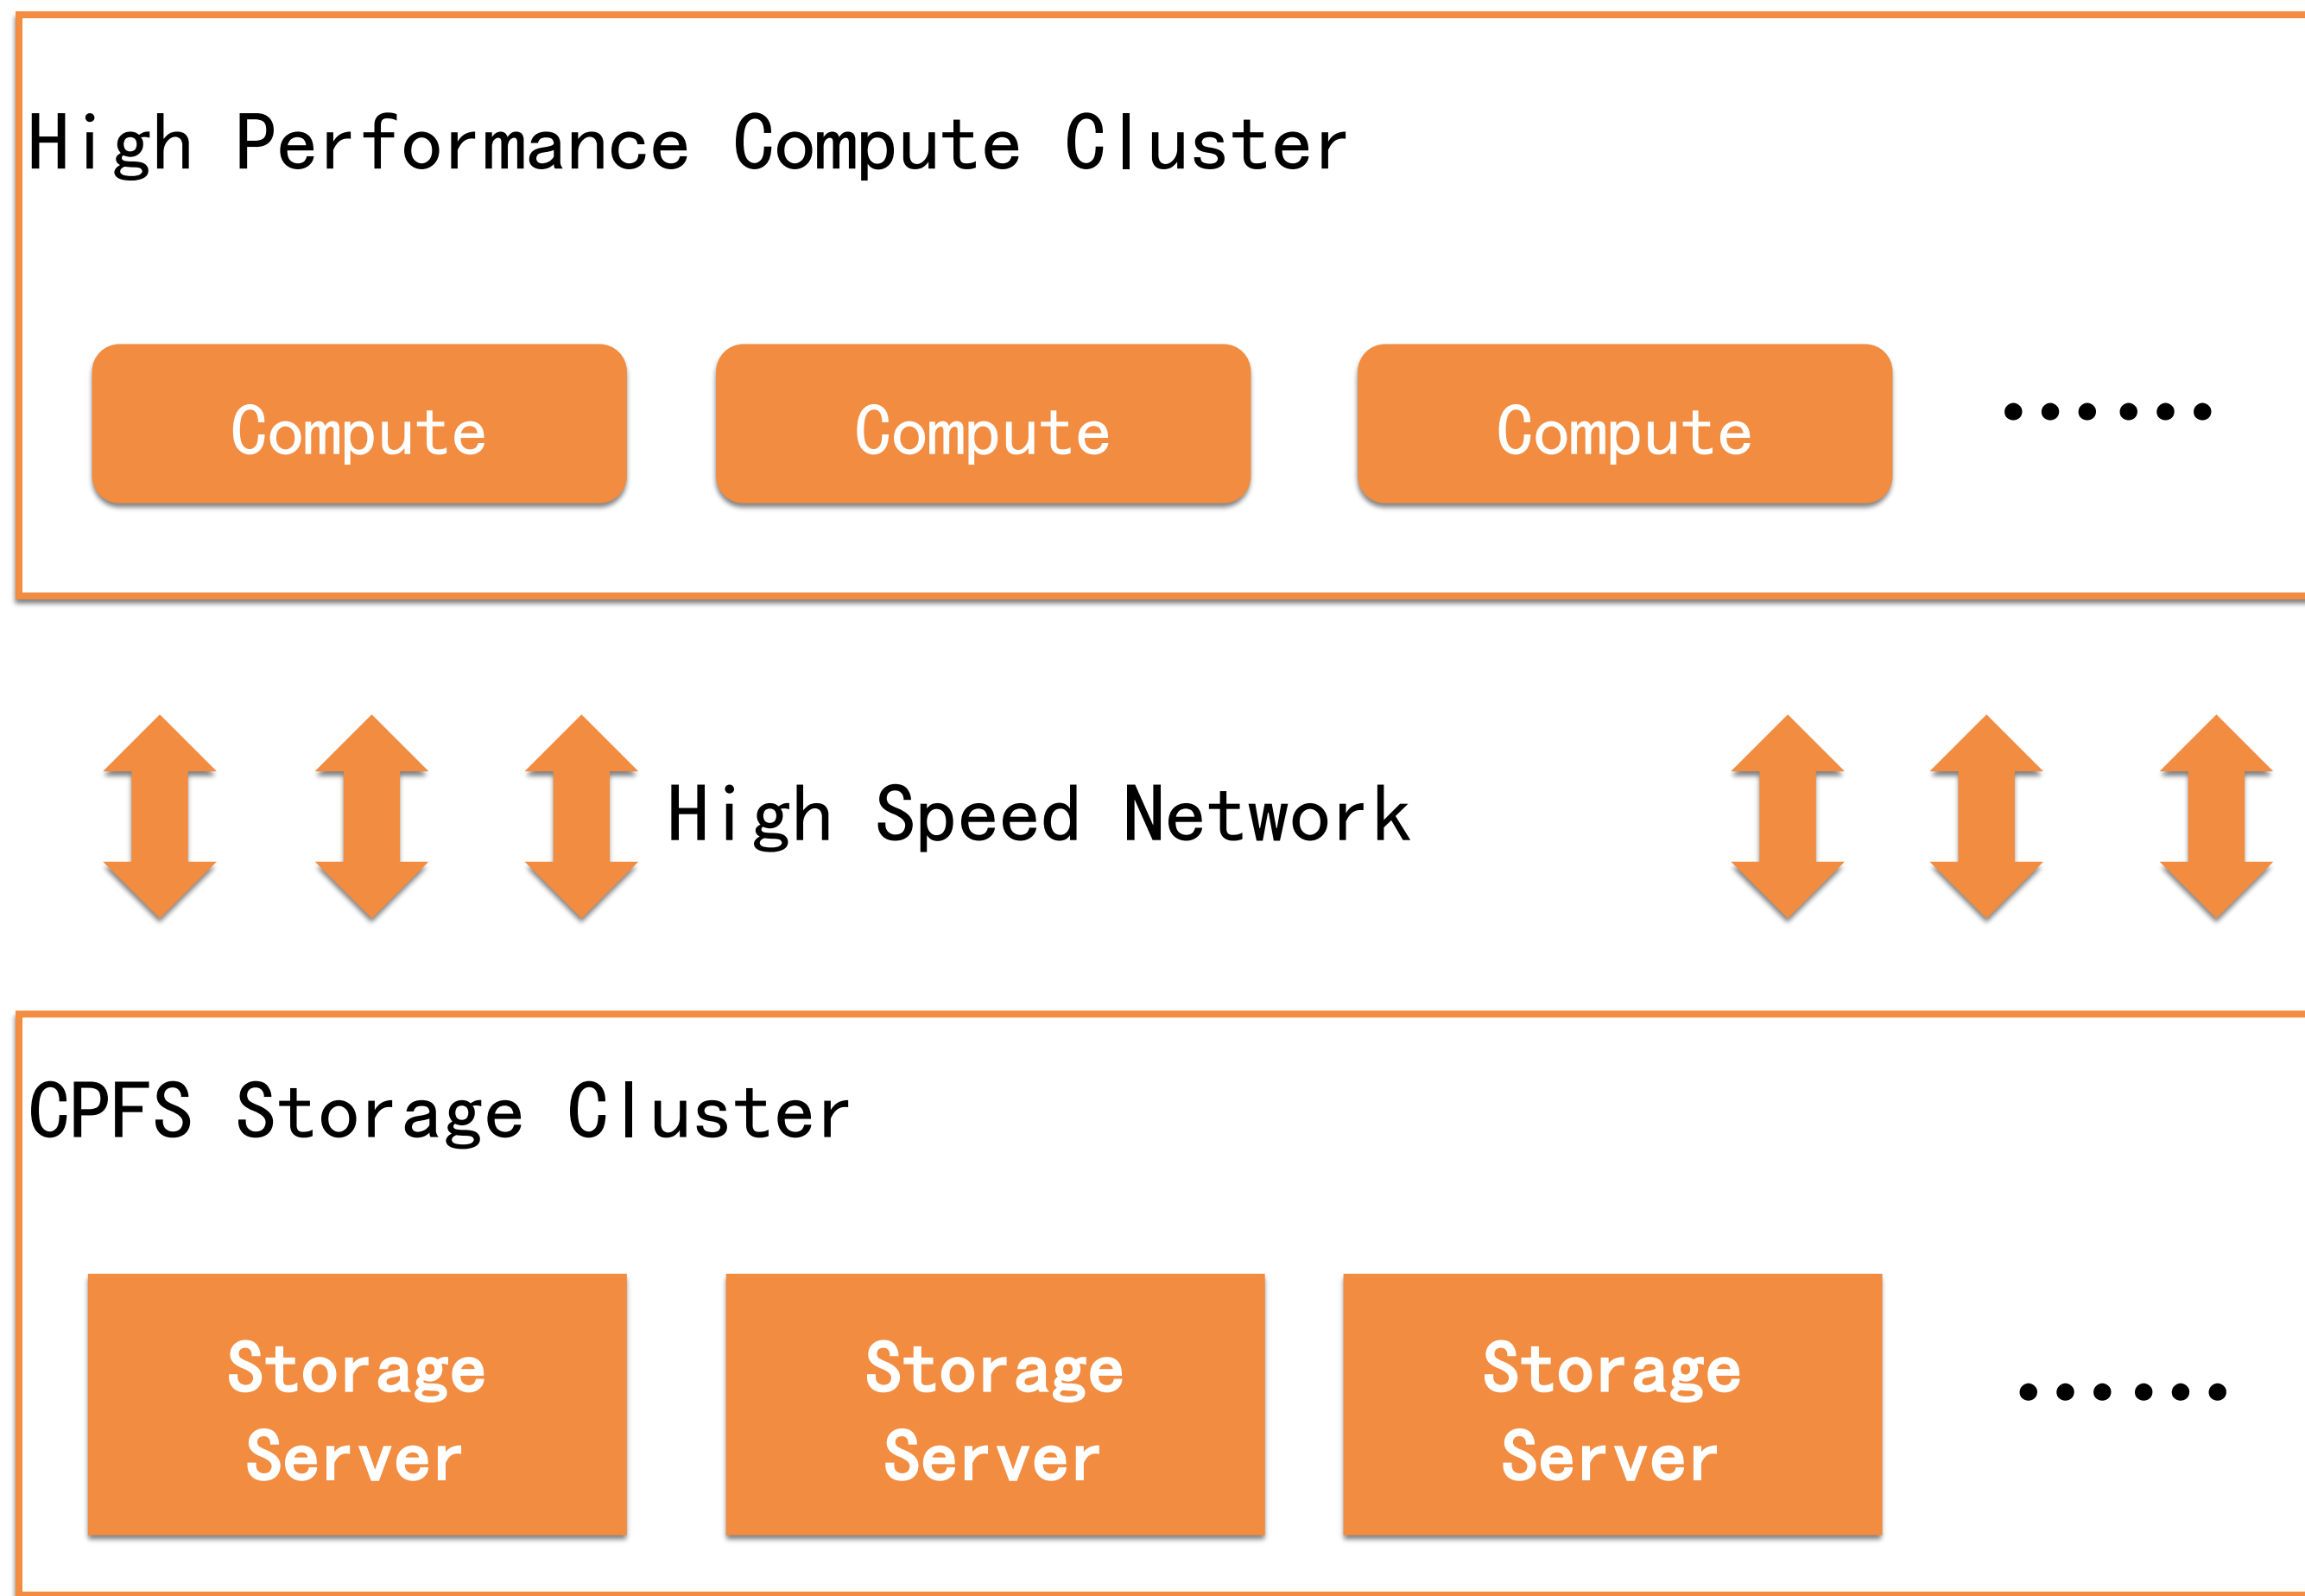 High Performance Compute Cluster
Compute
Compute
Compute
......
High Speed Network
CPFS Storage Cluster
Storage
Server
Storage
Server
Storage
Server
......